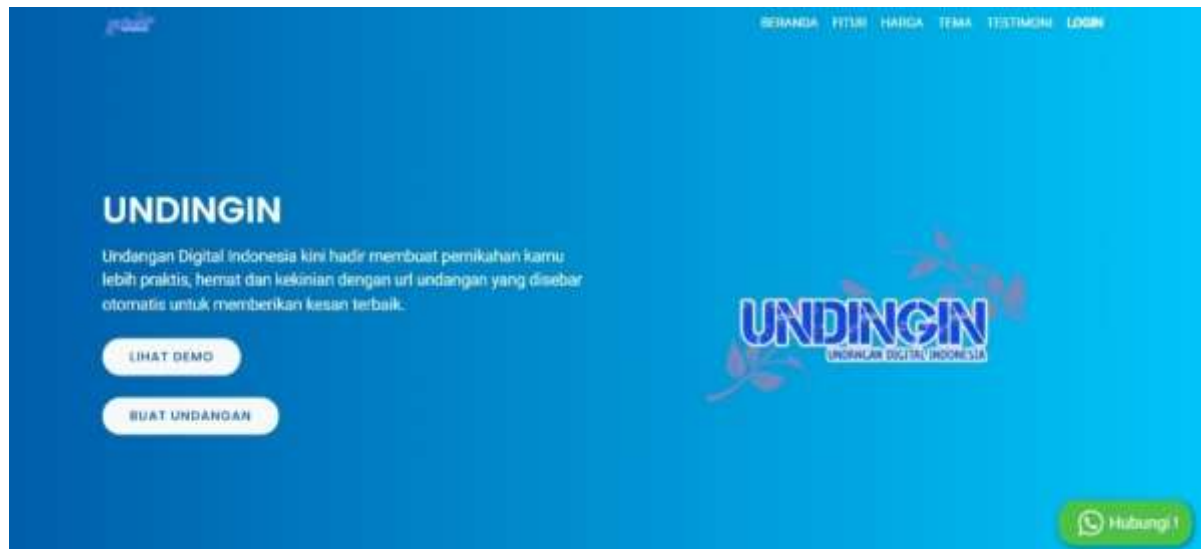 BERANDA FITUR HARGA TEMA TESTIMONI LOGIN
UNDINGIN
Undangan Digital Indonesia kini hadir membuat pernikahan kamu
lebih praktis, hemat dan kekinian dengan url undangan yang disebar
otomatis untuk memberikan kesan terbaik.
LIHAT DEMO
BUAT UNDANGAN
UNDINGIN
UNDANGAN DIGITAL INDONESIA
Hubungi !